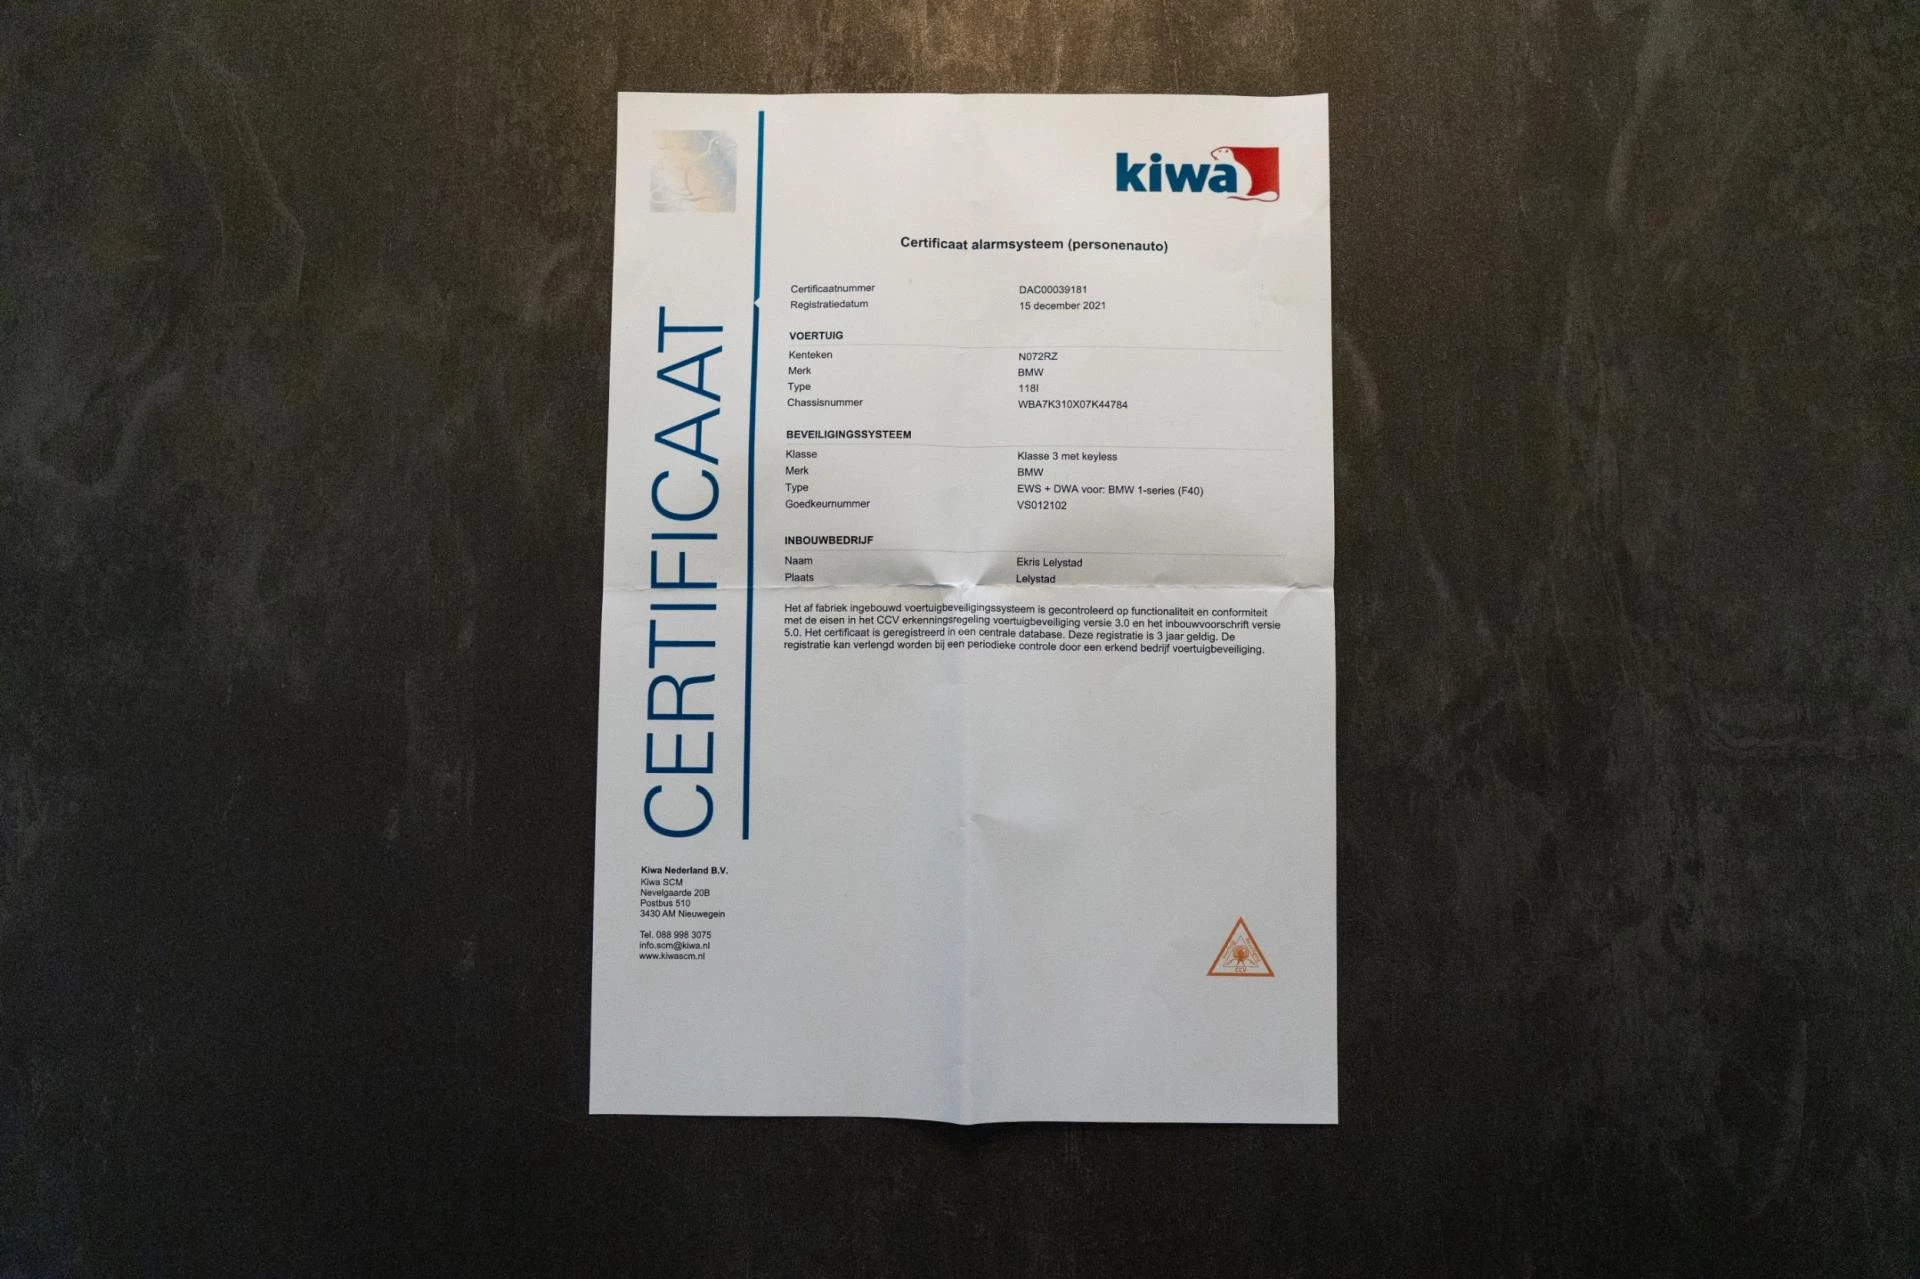 kiwa
CERTIFICAAT
Certificaat alarmsysteem (personenauto)
Certificaatnummer DAC00039181
Registratiedatum 15 december 2021
VOERTUIG
Kenteken N072RZ
Merk BMW
Type 118I
Chassisnummer WBA7K310X07K44784
BEVEILIGINGSSYSTEEM
Klasse Klasse 3 met keyless
Merk BMW
Type EWS + DWA voor: BMW 1-series (F40)
Goedkeurnummer VS012102
INBOUWBEDRIJF
Naam Ekris Lelystad
Plaats Lelystad
Het af fabriek ingebouwd voertuigbeveiligingssysteem is gecontroleerd op functionaliteit en conformiteit
met de eisen in het CCV erkenningsregeling voertuigbeveiliging versie 3.0 en het inbouwvoorschrift versie
5.0. Het certificaat is geregistreerd in een centrale database. Deze registratie is 3 jaar geldig. De
registratie kan verlengd worden bij een periodieke controle door een erkend bedrijf voertuigbeveiliging.
Kiwa Nederland B.V.
Kiwa SCM
Nevelgaarde 20B
Postbus 510
3430 AM Nieuwegein
Tel. 088 998 3075
info.scm@kiwa.nl
www.kiwascm.nl
CCV